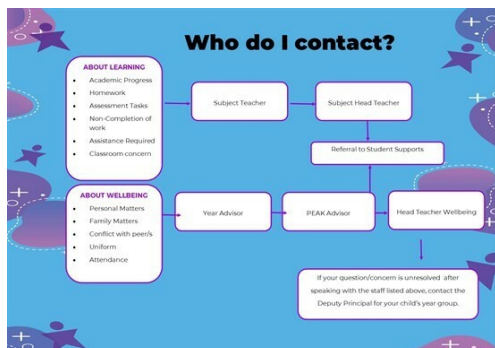 Who do I contact?
ABOUT LEARNING
Academic Progress
Homework
Assessment Tasks
Non-Completion of
work
Assistance Required
Classroom concern
Subject Teacher
Subject Head Teacher
Referral to Student Supports
ABOUT WELLBEING
Personal Matters
Family Matters
Conflict with peer/s
Uniform
Attendance
Year Advisor
PEAK Advisor
Head Teacher Wellbeing
If your question/concern is unresolved after
speaking with the staff listed above, contact the
Deputy Principal for your child's year group.